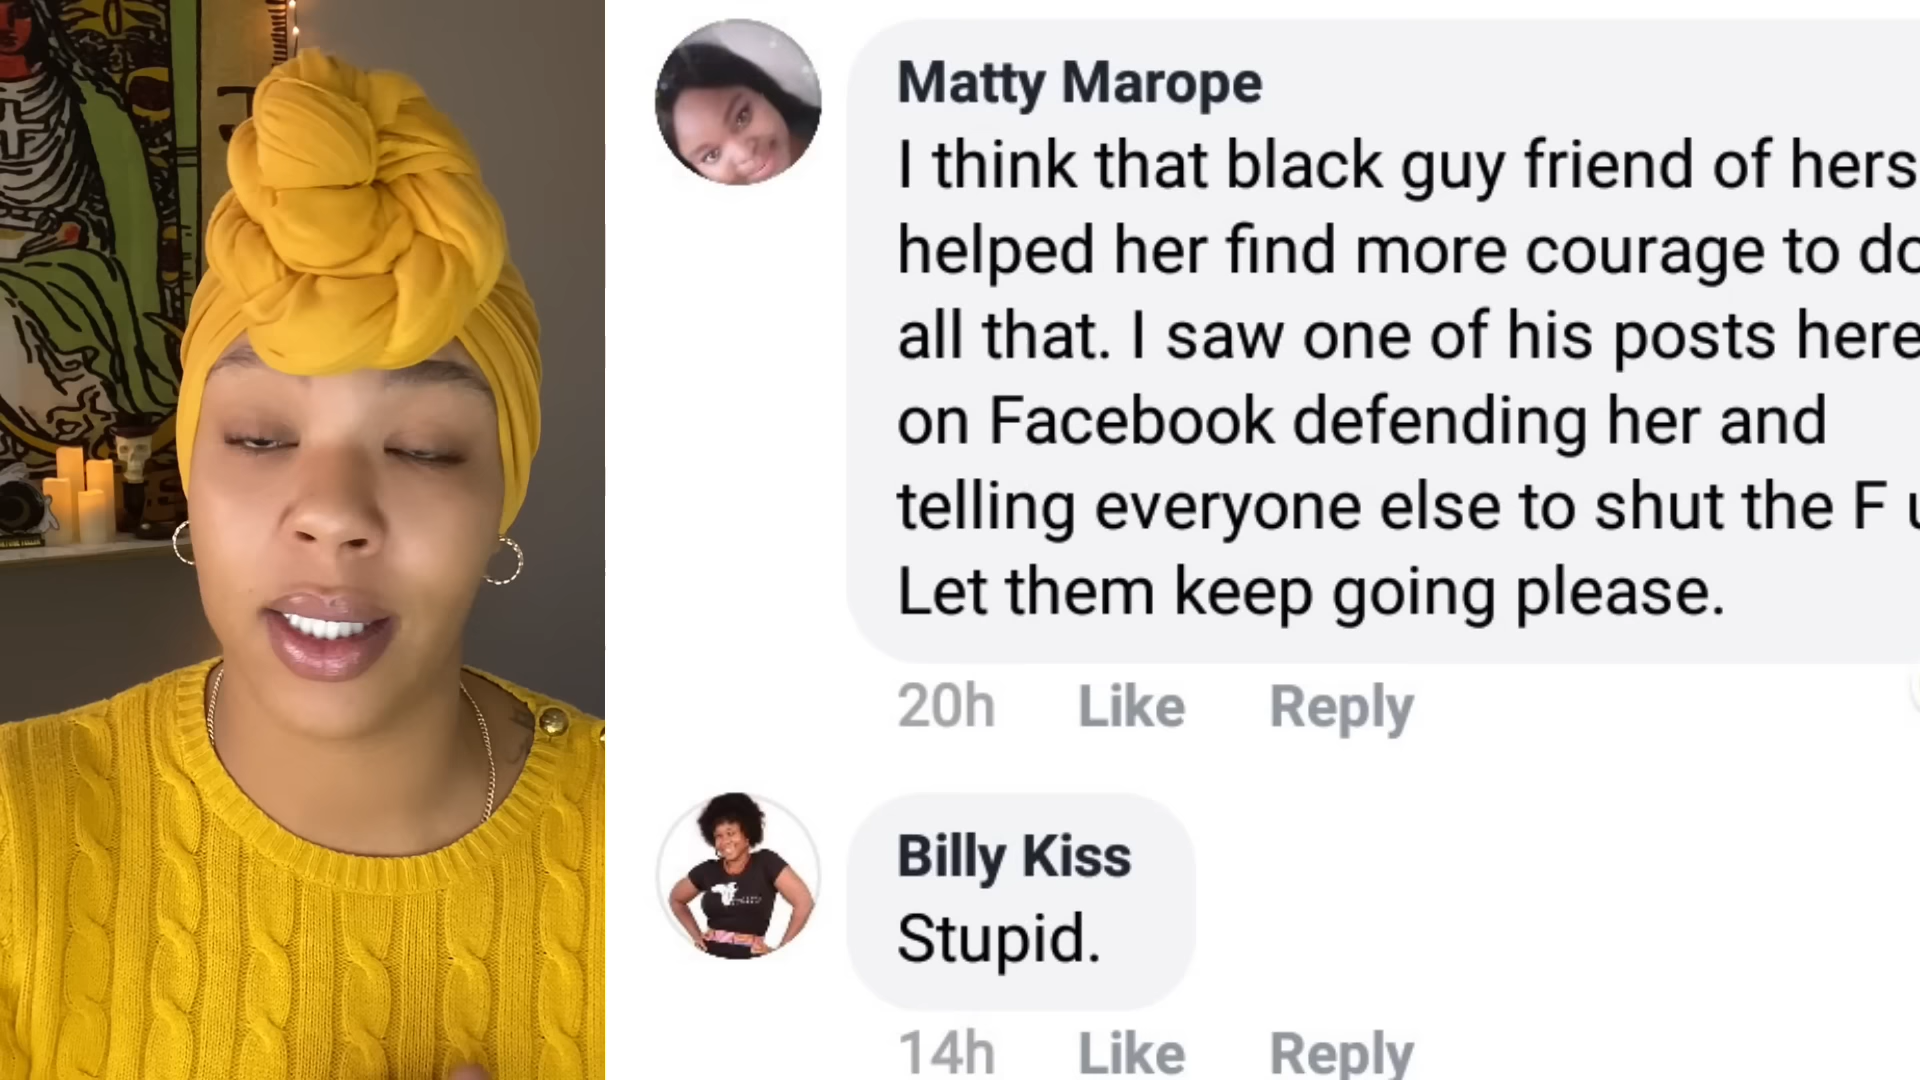 Matty Marope
I think that black guy friend of hers
helped her find more courage to do
all that. I saw one of his posts here
on Facebook defending her and
telling everyone else to shut the F
Let them keep going please.
20h Like Reply
Billy Kiss
Stupid.
14h Like Reply